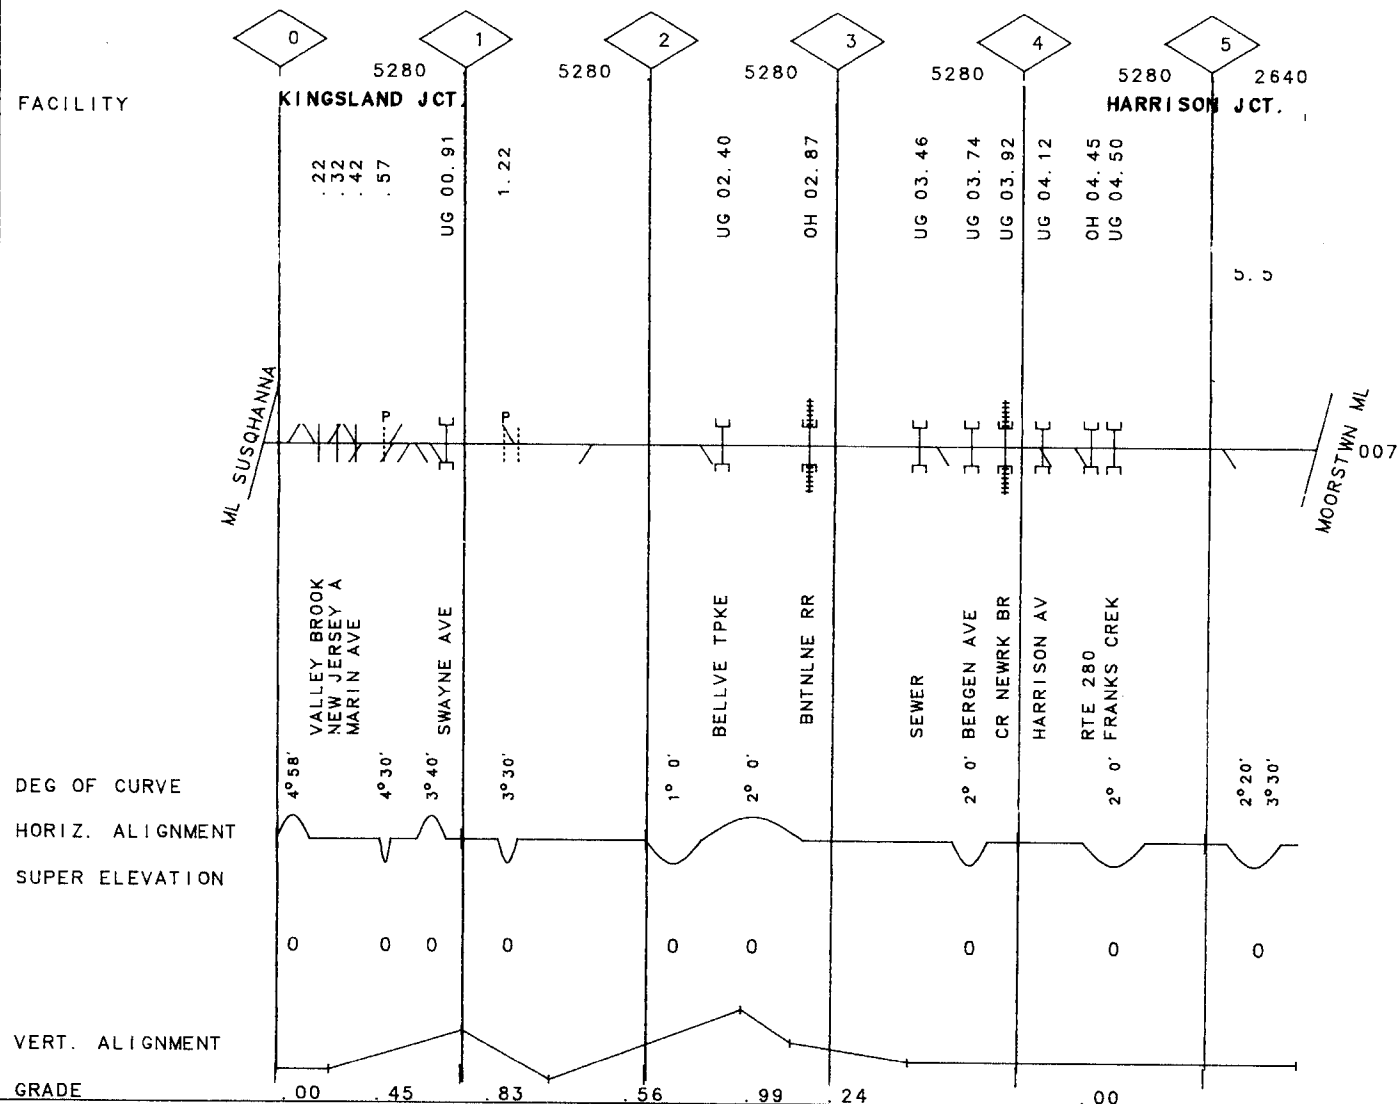 0 1 2 3 4 5
5280 5280 5280 5280 5280 2640
FACILITY
KINGSLAND JCT.
HARRISON JCT.
.22
.32
.42
.57
UG 00.91
1.22
UG 02.40
OH 02.87
UG 03.46
UG 03.74
UG 03.92
UG 04.12
OH 04.45
UG 04.50
ML SUSQHANNA
P
P
MOORSTWN ML
007
VALLEY BROOK
NEW JERSEY A
MARIN AVE
SWAYNE AVE
BELLVE TPKE
BNTNLNE RR
SEWER
BERGEN AVE
CR NEWRK BR
HARRISON AV
RTE 280
FRANKS CREK
DEG OF CURVE
4°58'
4°30'
3°40'
3°30'
1° 0'
2° 0'
2° 0'
2° 0'
2°20'
3°30'
HORIZ. ALIGNMENT
SUPER ELEVATION
0 0 0 0 0 0 0 0 0
VERT. ALIGNMENT
GRADE
.00 .45 .83 .56 .99 .24 .00